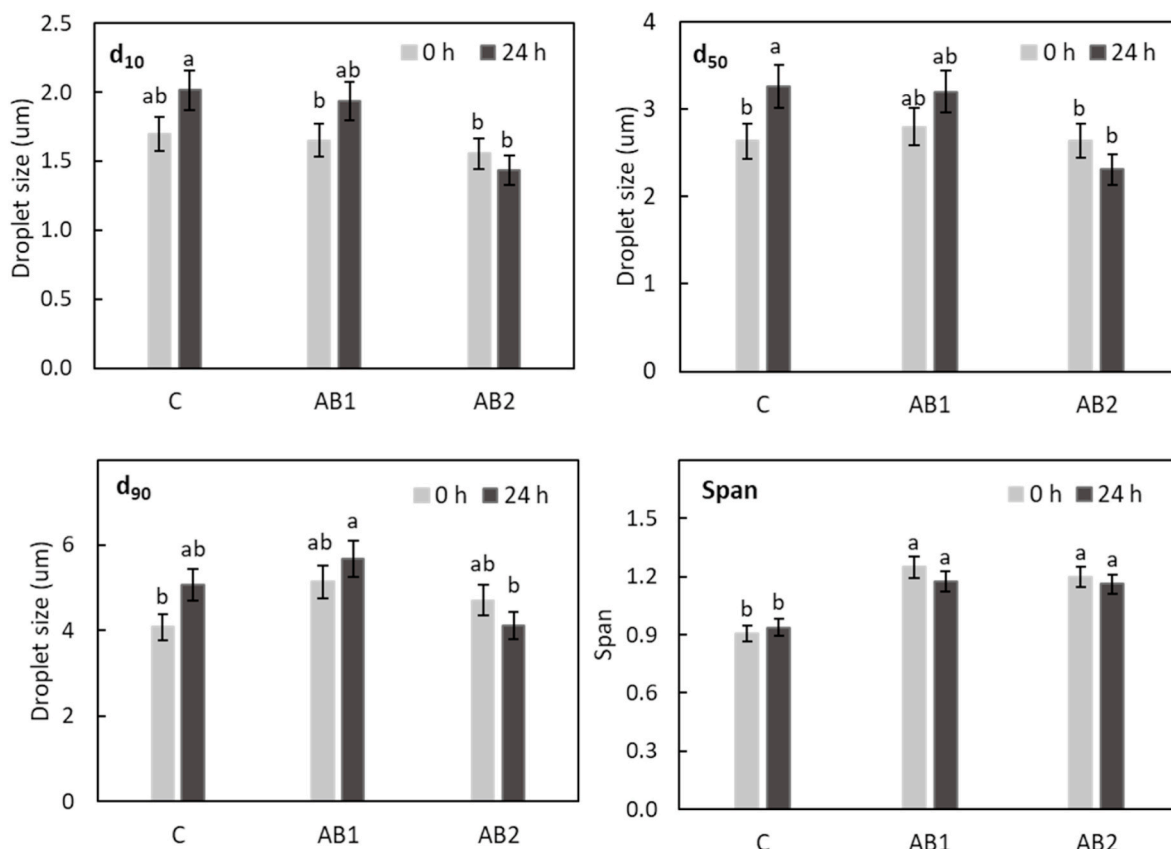 d10
0 h 24 h
Droplet size (um)
2.5
2.0
1.5
1.0
0.5
0.0
ab a b ab b b
C AB1 AB2
d50
0 h 24 h
Droplet size (um)
4
3
2
1
0
b a ab ab b b
C AB1 AB2
d90
0 h 24 h
Droplet size (um)
6
4
2
0
b ab ab a ab b
C AB1 AB2
Span
0 h 24 h
Span
1.5
1.2
0.9
0.6
0.3
0.0
b b a a a a
C AB1 AB2